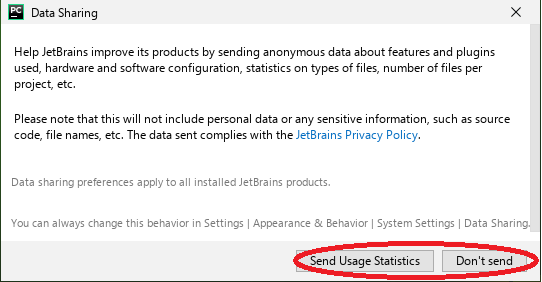 PC Data Sharing
Help JetBrains improve its products by sending anonymous data about features and plugins
used, hardware and software configuration, statistics on types of files, number of files per
project, etc.
Please note that this will not include personal data or any sensitive information, such as source
code, file names, etc. The data sent complies with the JetBrains Privacy Policy.
Data sharing preferences apply to all installed JetBrains products.
You can always change this behavior in Settings | Appearance & Behavior | System Settings | Data Sharing.
Send Usage Statistics Don't send